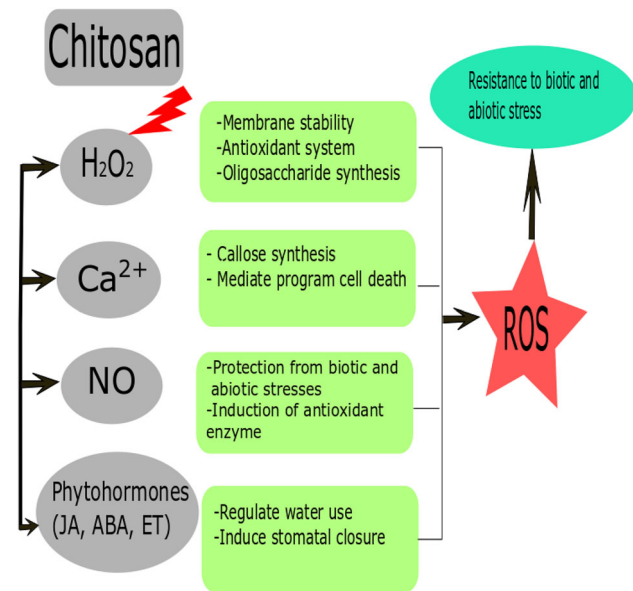 Chitosan
Resistance to biotic and
abiotic stress
H₂O₂
-Membrane stability
-Antioxidant system
-Oligosaccharide synthesis
Ca²⁺
- Callose synthesis
- Mediate program cell death
ROS
NO
-Protection from biotic and
abiotic stresses
-Induction of antioxidant
enzyme
Phytohormones
(JA, ABA, ET)
-Regulate water use
-Induce stomatal closure